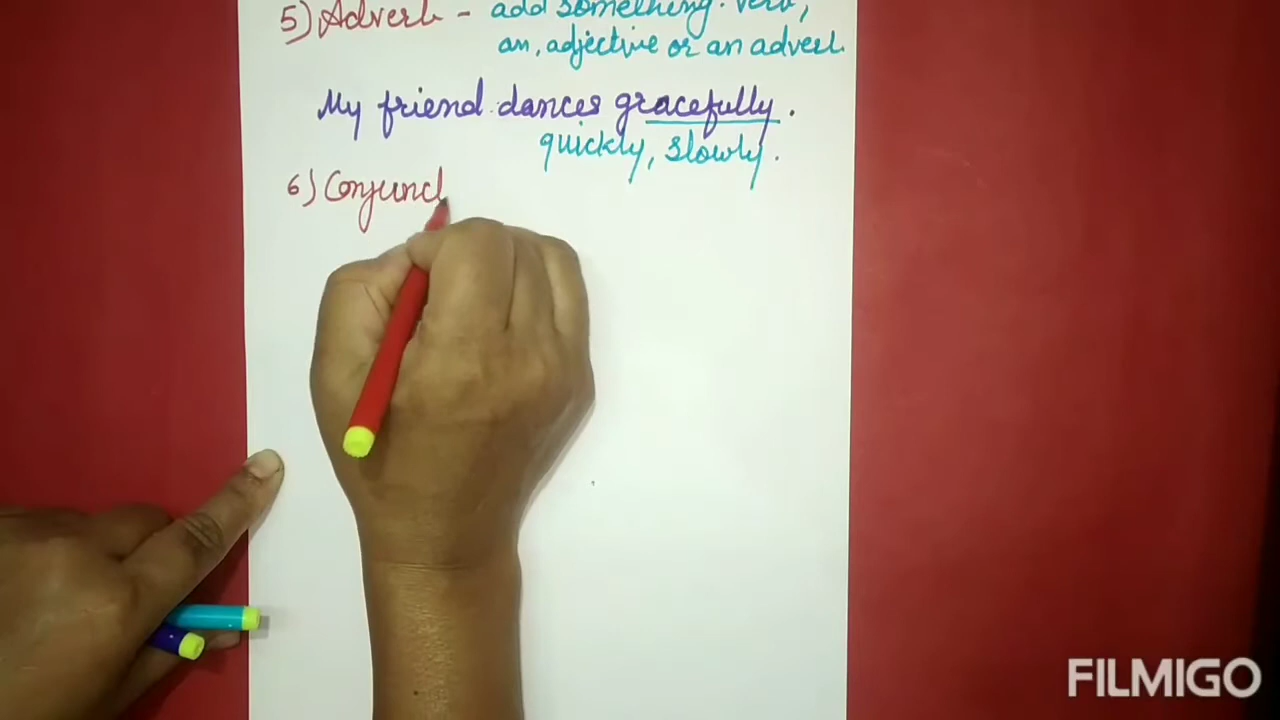 5) Adverb - add something. verb,
an, adjective or an adverb.
My friend dances gracefully.
quickly, slowly.
6) Conjunct
FILMIGO